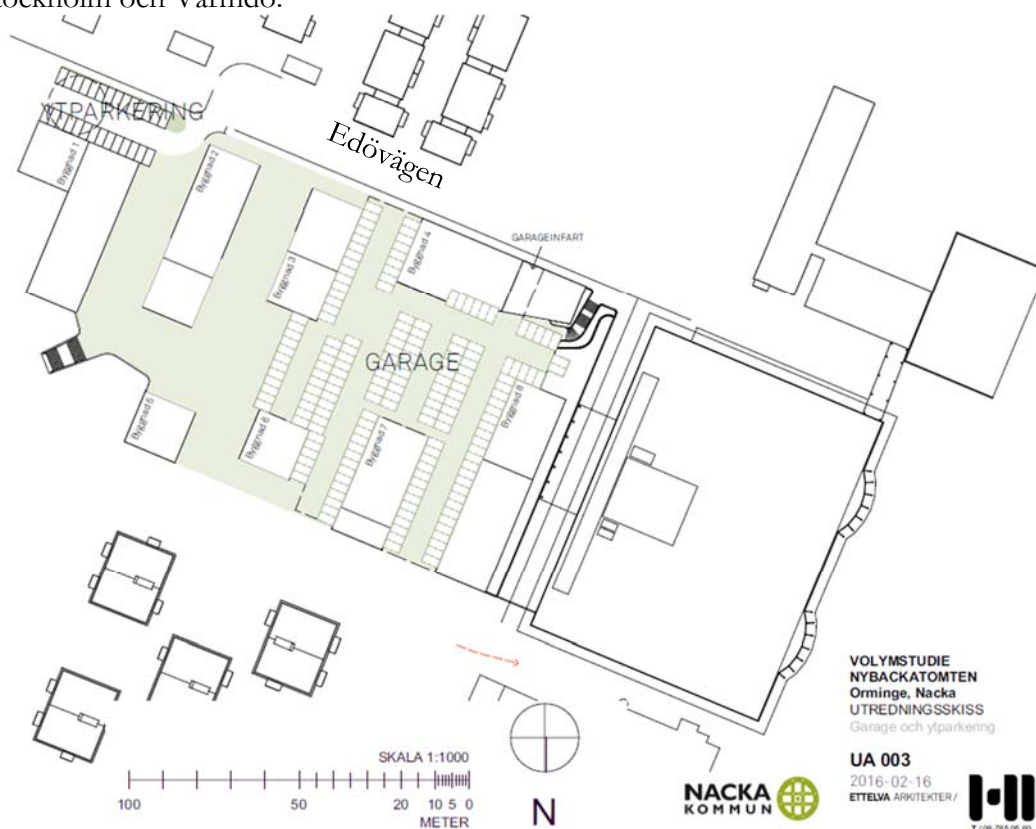 Stockholm och Värmdö.
YTPARKERING
Edövägen
Byggnad 1
Byggnad 2
Byggnad 3
Byggnad 4
GARAGEINFART
GARAGE
Byggnad 5
Byggnad 6
Byggnad 7
Byggnad 8
VOLYMSTUDIE
NYBACKATOMTEN
Orminge, Nacka
UTREDNINGSSKISS
Garage och ytparkering
UA 003
2016-02-16
ETTELVA ARKITEKTER /
SKALA 1:1000
100 50 20 10 5 0
METER
N
NACKA
KOMMUN